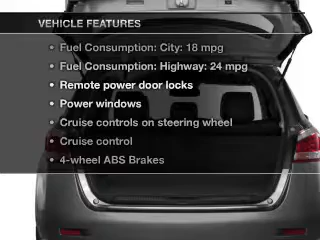 VEHICLE FEATURES
• Fuel Consumption: City: 18 mpg
• Fuel Consumption: Highway: 24 mpg
• Remote power door locks
• Power windows
• Cruise controls on steering wheel
• Cruise control
• 4-wheel ABS Brakes